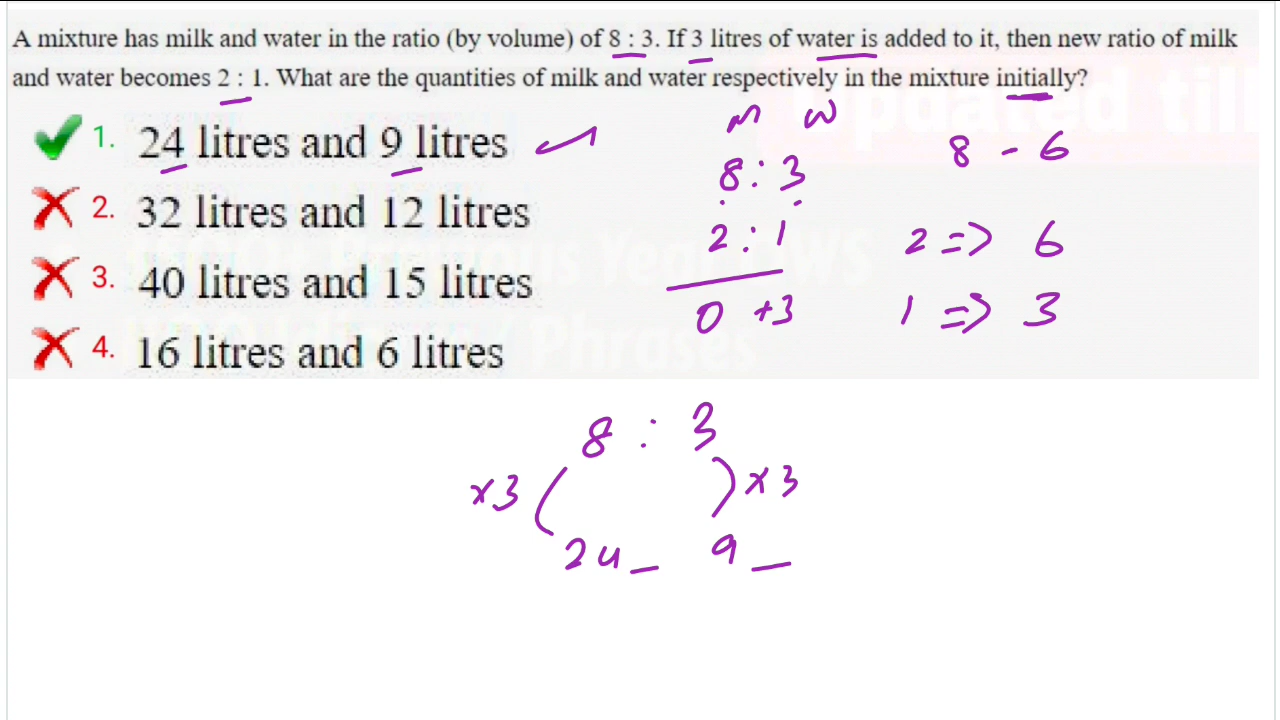 A mixture has milk and water in the ratio (by volume) of 8 : 3. If 3 litres of water is added to it, then new ratio of milk
and water becomes 2 : 1. What are the quantities of milk and water respectively in the mixture initially?
1. 24 litres and 9 litres
2. 32 litres and 12 litres
3. 40 litres and 15 litres
4. 16 litres and 6 litres
M W
8 : 3
2 : 1
0 +3
8 - 6
2 => 6
1 => 3
8 : 3
×3 ×3
24 9